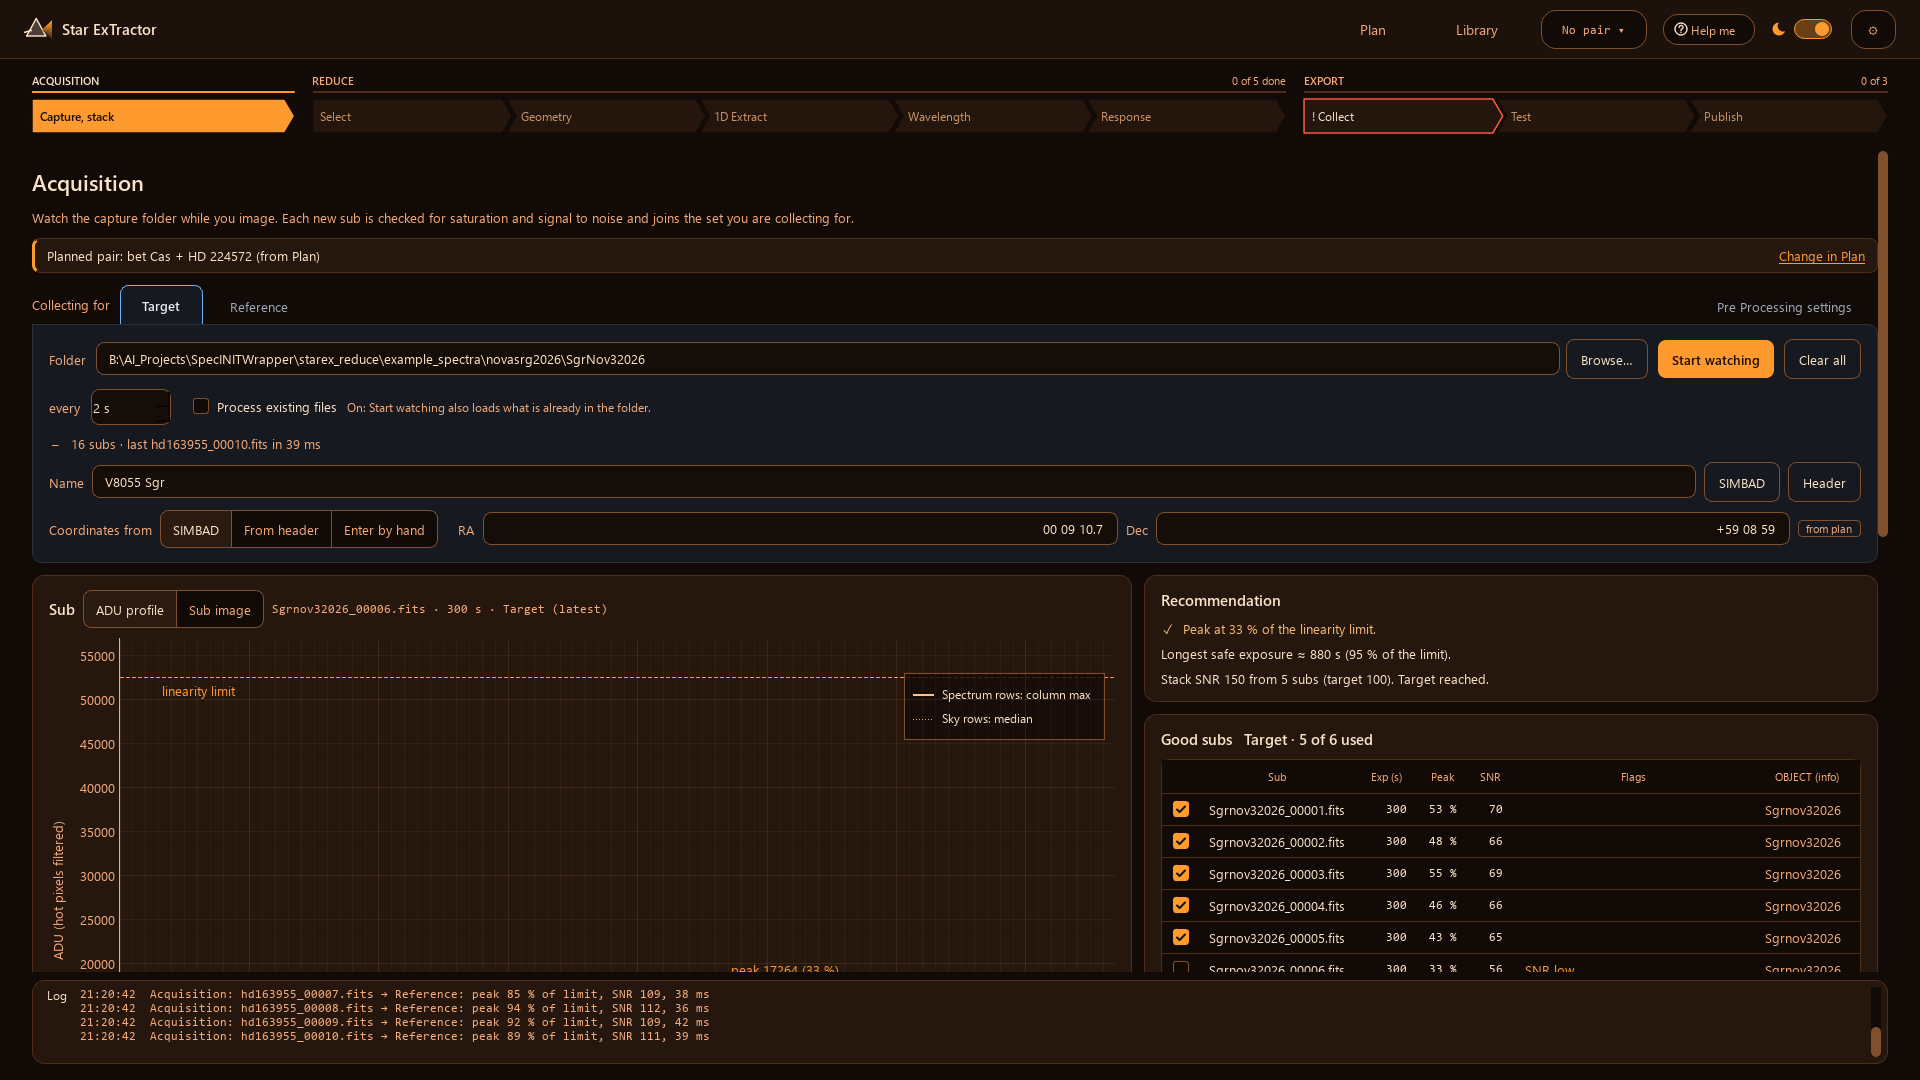 Star ExTractor
Plan
Library
No pair ▾
Help me
ACQUISITION
REDUCE
0 of 5 done
EXPORT
0 of 3
Capture, stack
Select
Geometry
1D Extract
Wavelength
Response
! Collect
Test
Publish
Acquisition
Watch the capture folder while you image. Each new sub is checked for saturation and signal to noise and joins the set you are collecting for.
Planned pair: bet Cas + HD 224572 (from Plan)
Change in Plan
Collecting for
Target
Reference
Pre Processing settings
Folder
B:\AI_Projects\SpecINITWrapper\starex_reduce\example_spectra\novasrg2026\SgrNov32026
Browse...
Start watching
Clear all
every
2 s
Process existing files
On: Start watching also loads what is already in the folder.
– 16 subs · last hd163955_00010.fits in 39 ms
Name
V8055 Sgr
SIMBAD
Header
Coordinates from
SIMBAD
From header
Enter by hand
RA
00 09 10.7
Dec
+59 08 59
from plan
Sub
ADU profile
Sub image
Sgrnov32026_00006.fits · 300 s · Target (latest)
55000
50000
45000
40000
35000
30000
25000
20000
ADU (hot pixels filtered)
linearity limit
Spectrum rows: column max
Sky rows: median
peak 17264 (33 %)
Recommendation
✓ Peak at 33 % of the linearity limit.
Longest safe exposure ≈ 880 s (95 % of the limit).
Stack SNR 150 from 5 subs (target 100). Target reached.
Good subs Target · 5 of 6 used
Sub Exp (s) Peak SNR Flags OBJECT (info)
Sgrnov32026_00001.fits 300 53 % 70 Sgrnov32026
Sgrnov32026_00002.fits 300 48 % 66 Sgrnov32026
Sgrnov32026_00003.fits 300 55 % 69 Sgrnov32026
Sgrnov32026_00004.fits 300 46 % 66 Sgrnov32026
Sgrnov32026_00005.fits 300 43 % 65 Sgrnov32026
Sgrnov32026_00006.fits 300 33 % 56 SNR low Sgrnov32026
Log
21:20:42 Acquisition: hd163955_00007.fits → Reference: peak 85 % of limit, SNR 109, 38 ms
21:20:42 Acquisition: hd163955_00008.fits → Reference: peak 94 % of limit, SNR 112, 36 ms
21:20:42 Acquisition: hd163955_00009.fits → Reference: peak 92 % of limit, SNR 109, 42 ms
21:20:42 Acquisition: hd163955_00010.fits → Reference: peak 89 % of limit, SNR 111, 39 ms